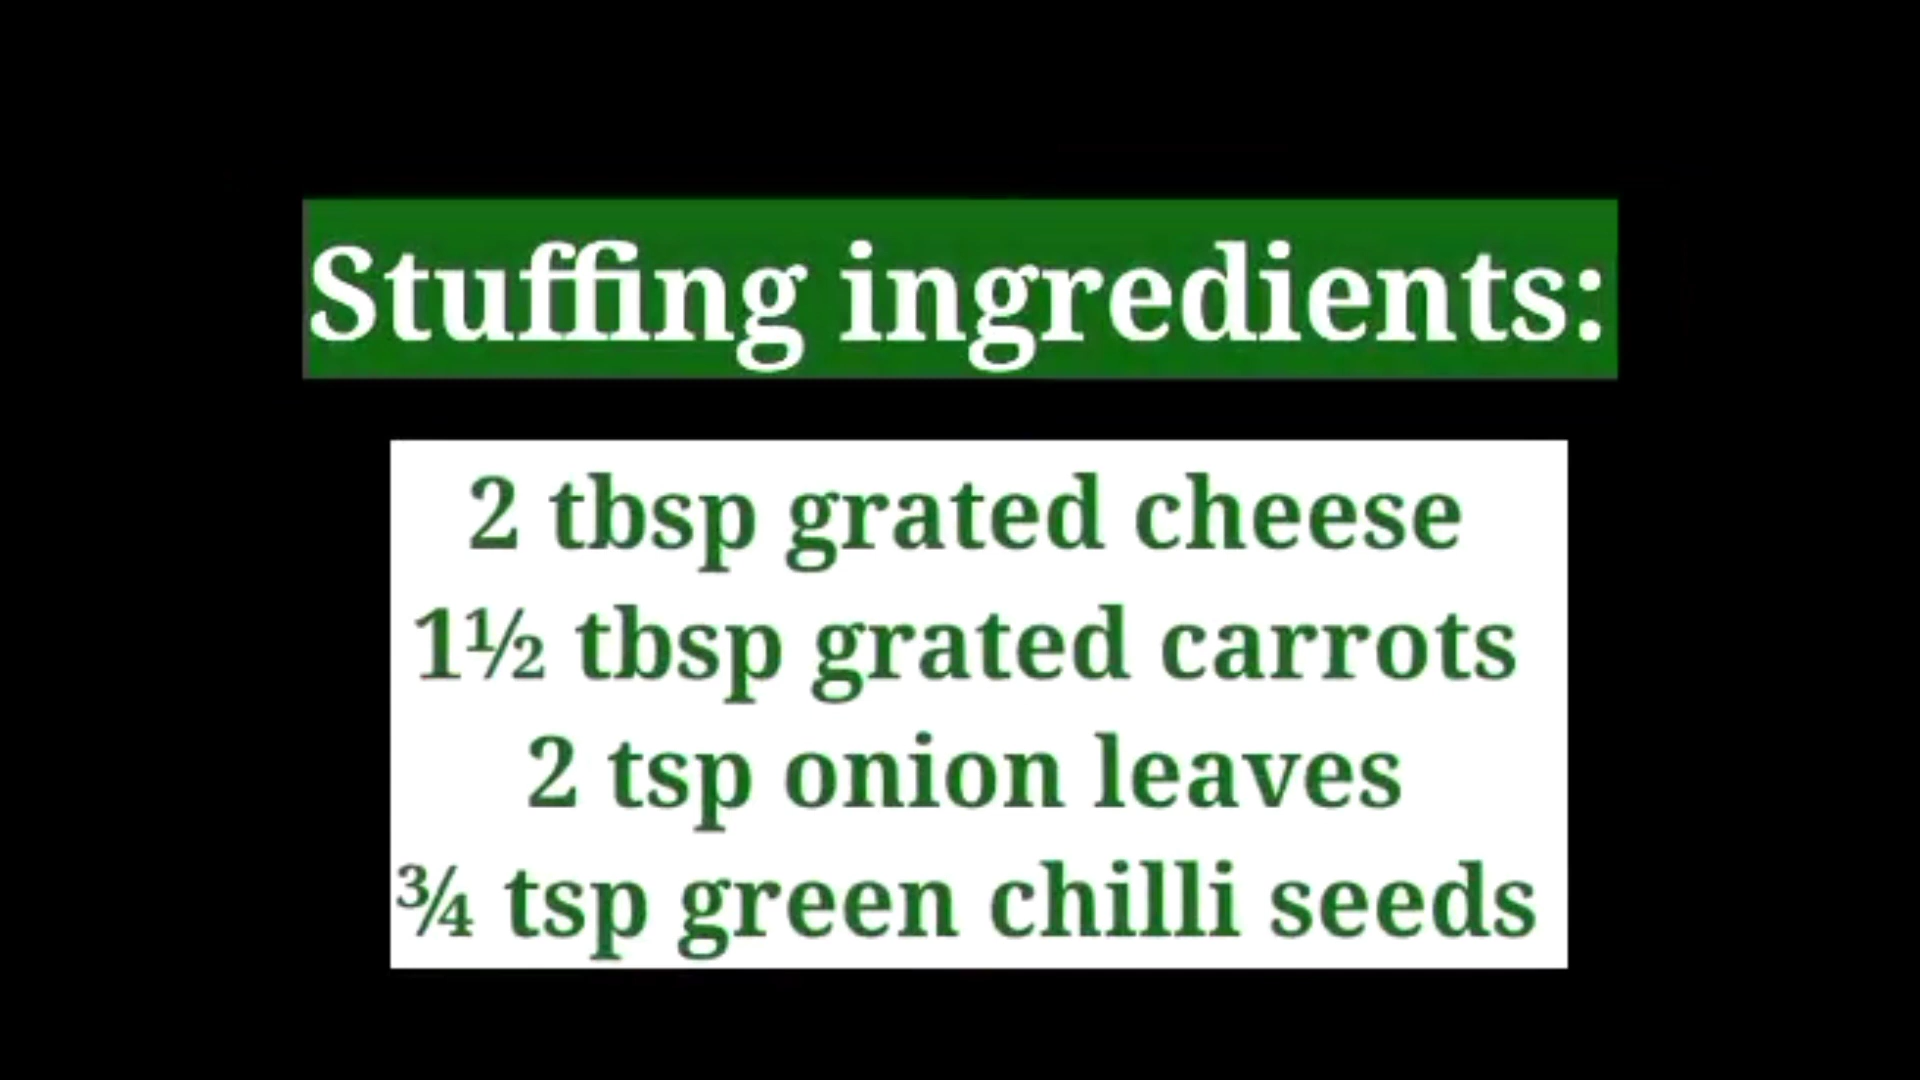 Stuffing ingredients:
2 tbsp grated cheese
1½ tbsp grated carrots
2 tsp onion leaves
¾ tsp green chilli seeds